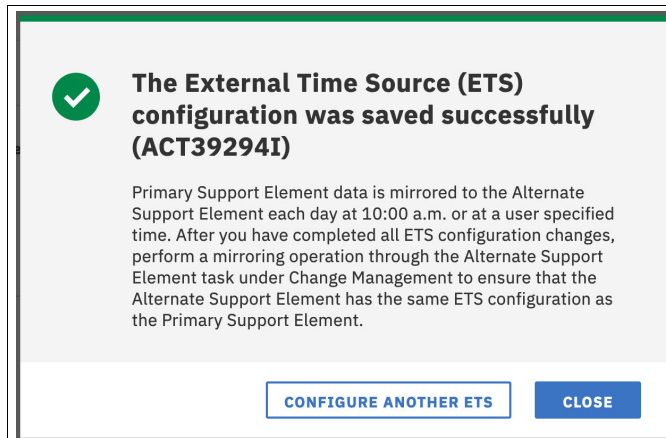 The External Time Source (ETS)
configuration was saved successfully
(ACT39294I)
Primary Support Element data is mirrored to the Alternate
Support Element each day at 10:00 a.m. or at a user specified
time. After you have completed all ETS configuration changes,
perform a mirroring operation through the Alternate Support
Element task under Change Management to ensure that the
Alternate Support Element has the same ETS configuration as
the Primary Support Element.
CONFIGURE ANOTHER ETS
CLOSE